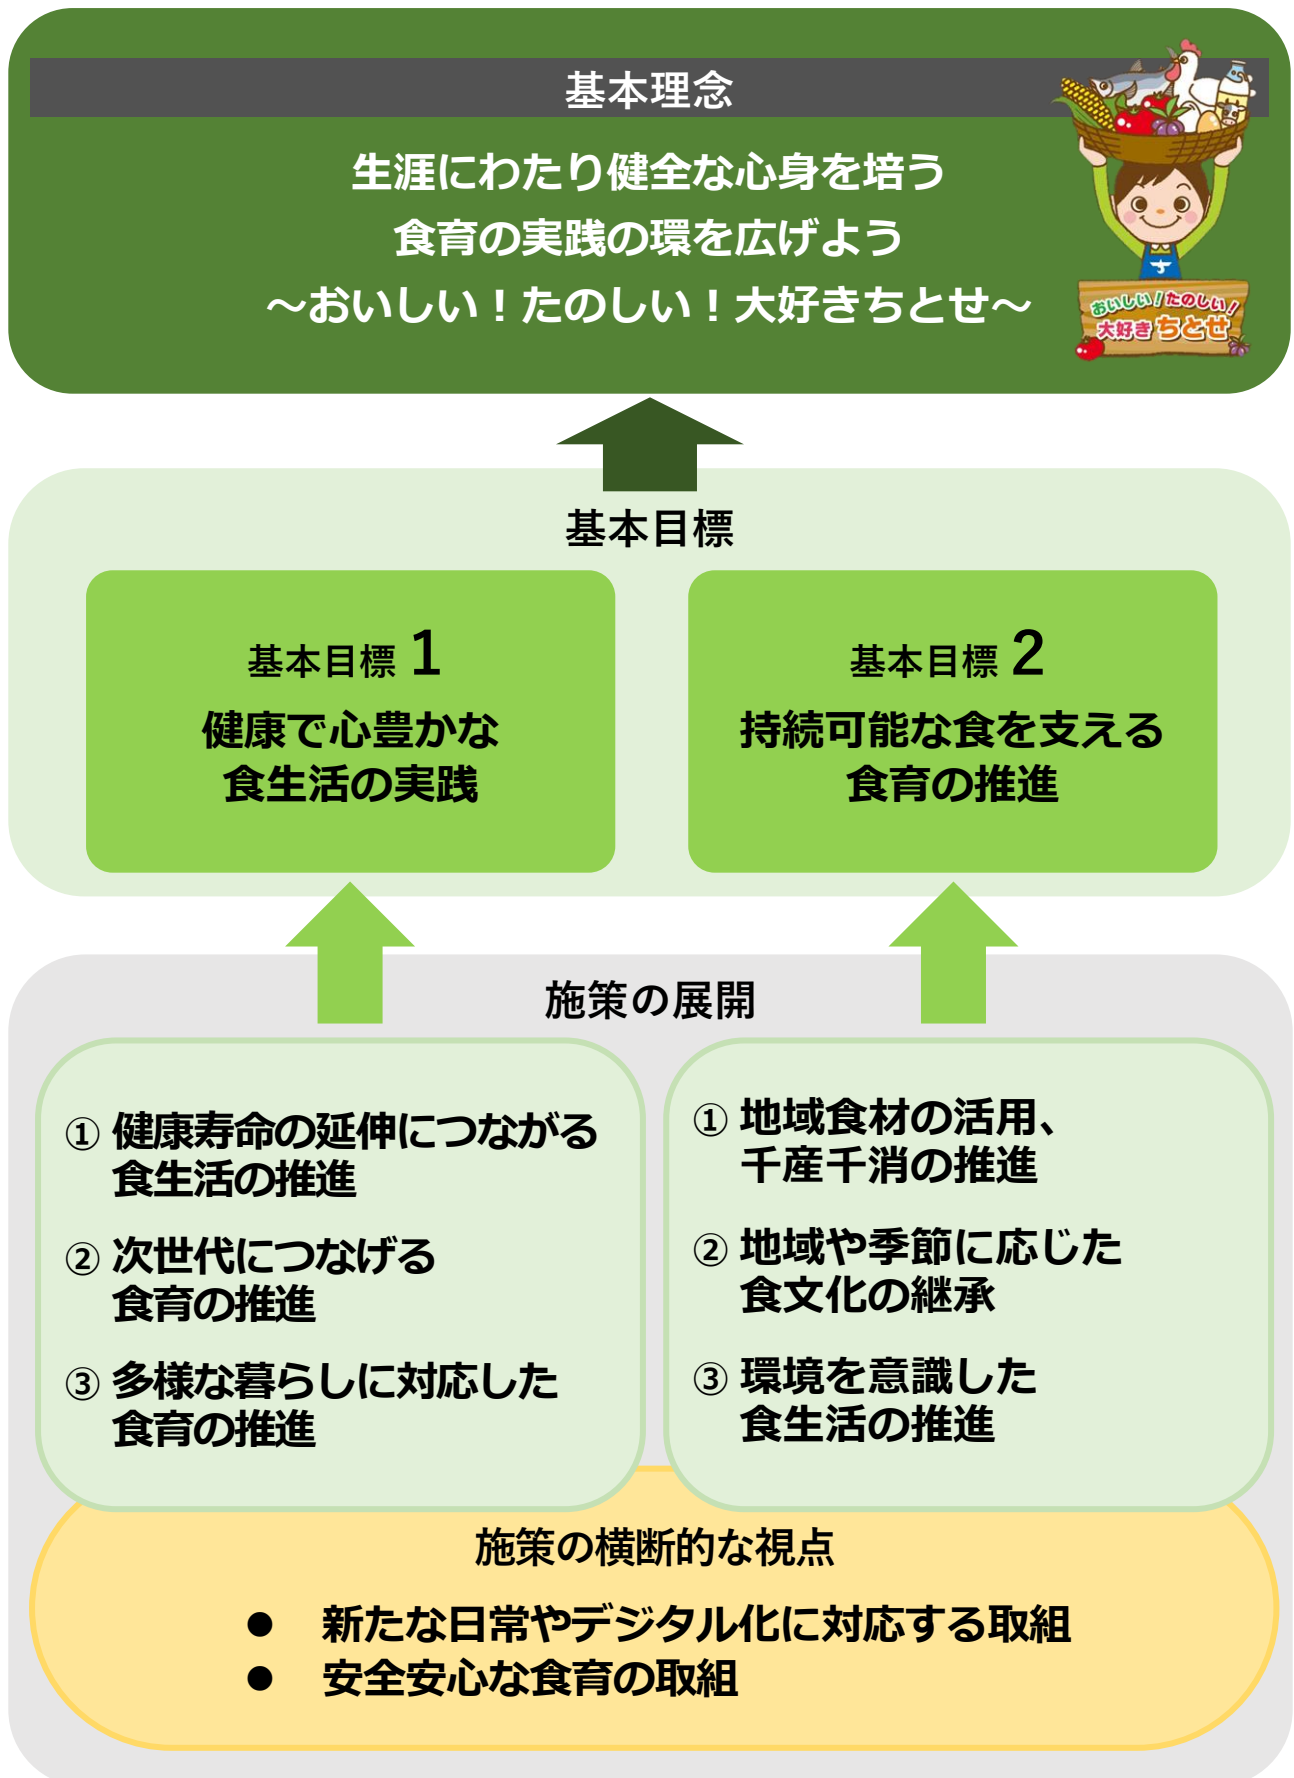 基本理念
生涯にわたり健全な心身を培う
食育の実践の環を広げよう
～おいしい！たのしい！大好きちとせ～
おいしい！たのしい！
大好きちとせ
基本目標
基本目標 1
健康で心豊かな
食生活の実践
基本目標 2
持続可能な食を支える
食育の推進
施策の展開
① 健康寿命の延伸につながる
食生活の推進
② 次世代につなげる
食育の推進
③ 多様な暮らしに対応した
食育の推進
① 地域食材の活用、
千産千消の推進
② 地域や季節に応じた
食文化の継承
③ 環境を意識した
食生活の推進
施策の横断的な視点
● 新たな日常やデジタル化に対応する取組
● 安全安心な食育の取組